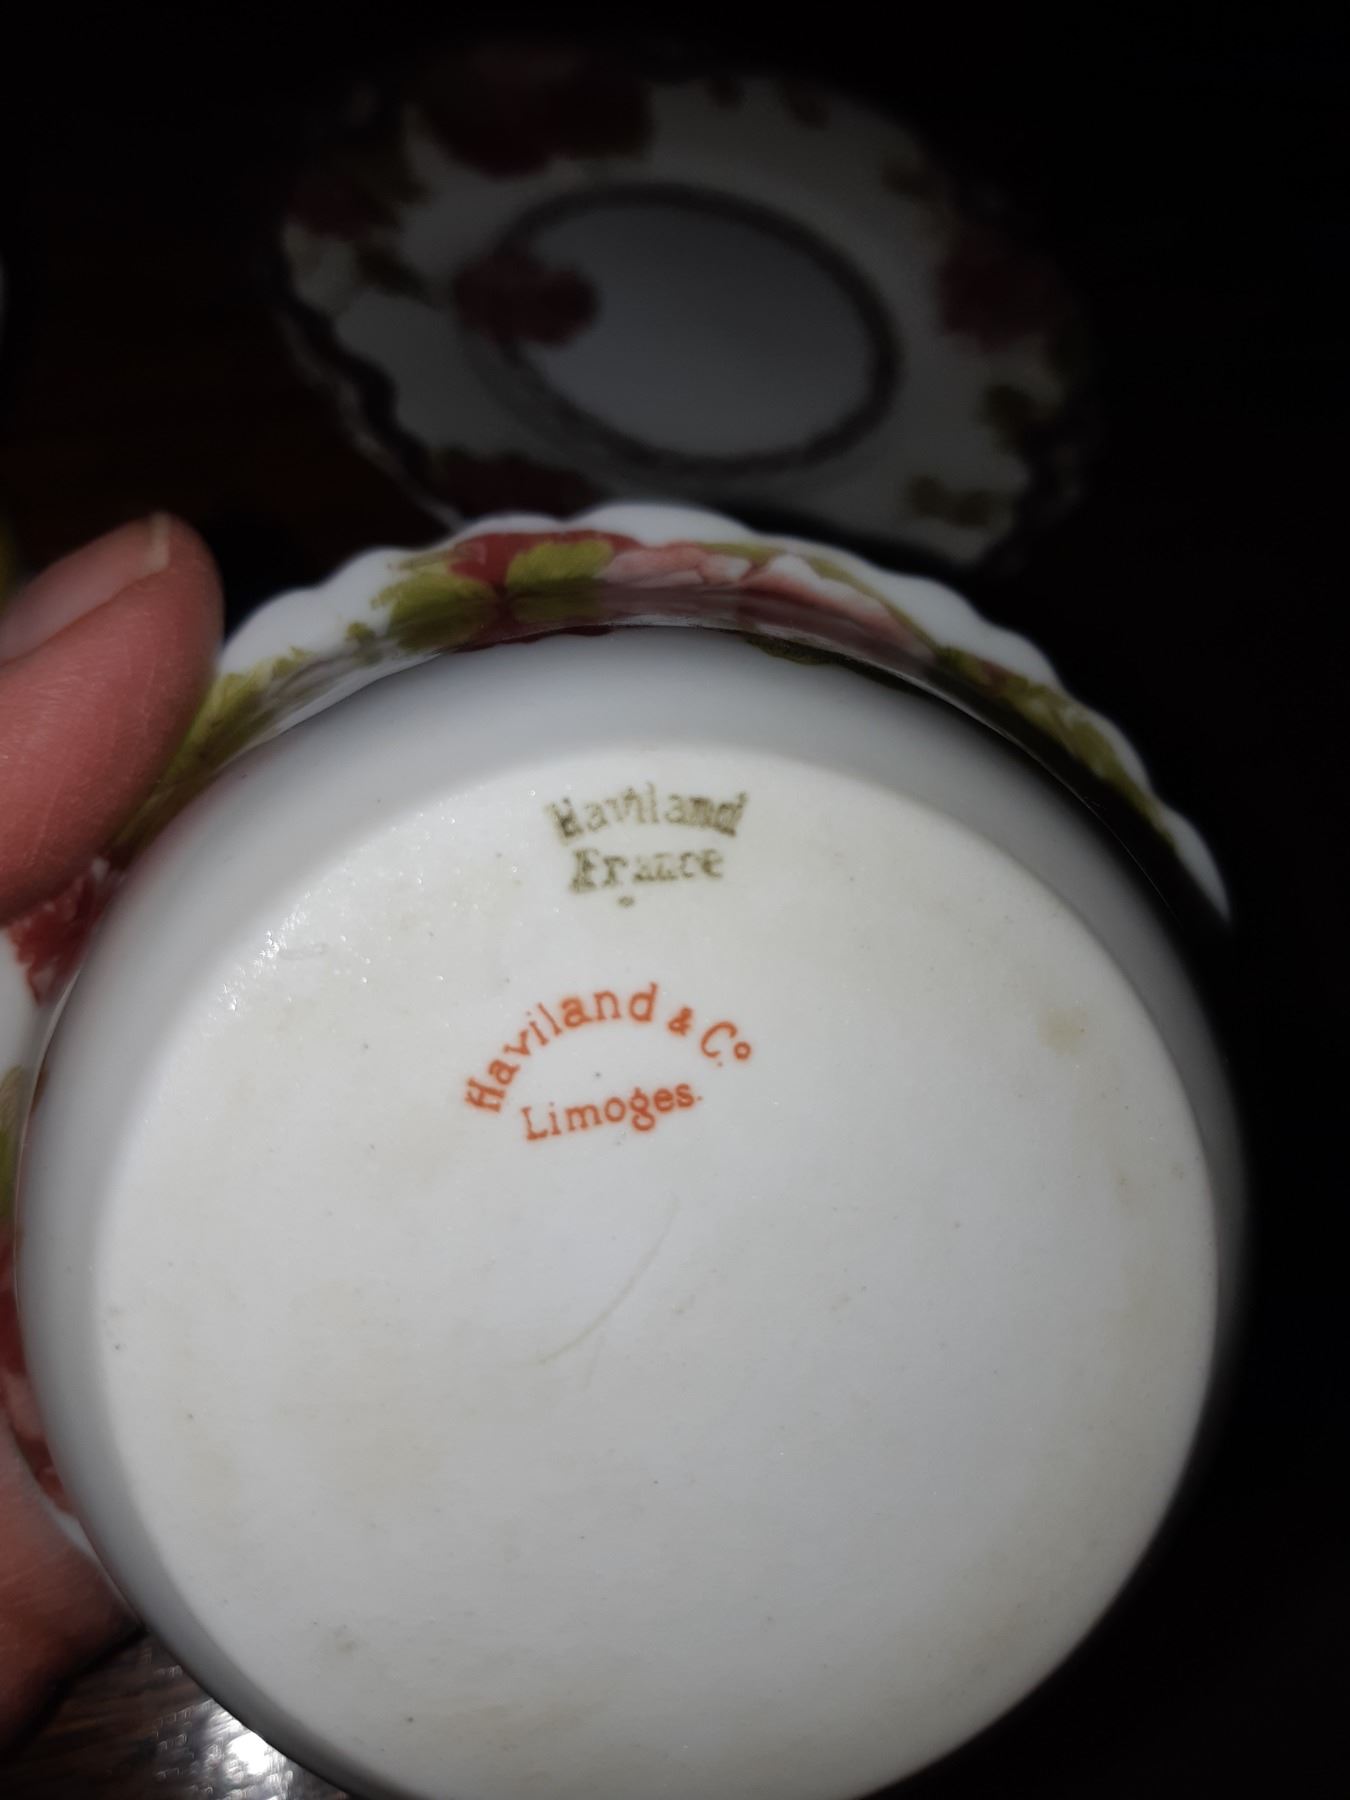 Haviland
France
Haviland & Co.
Limoges.